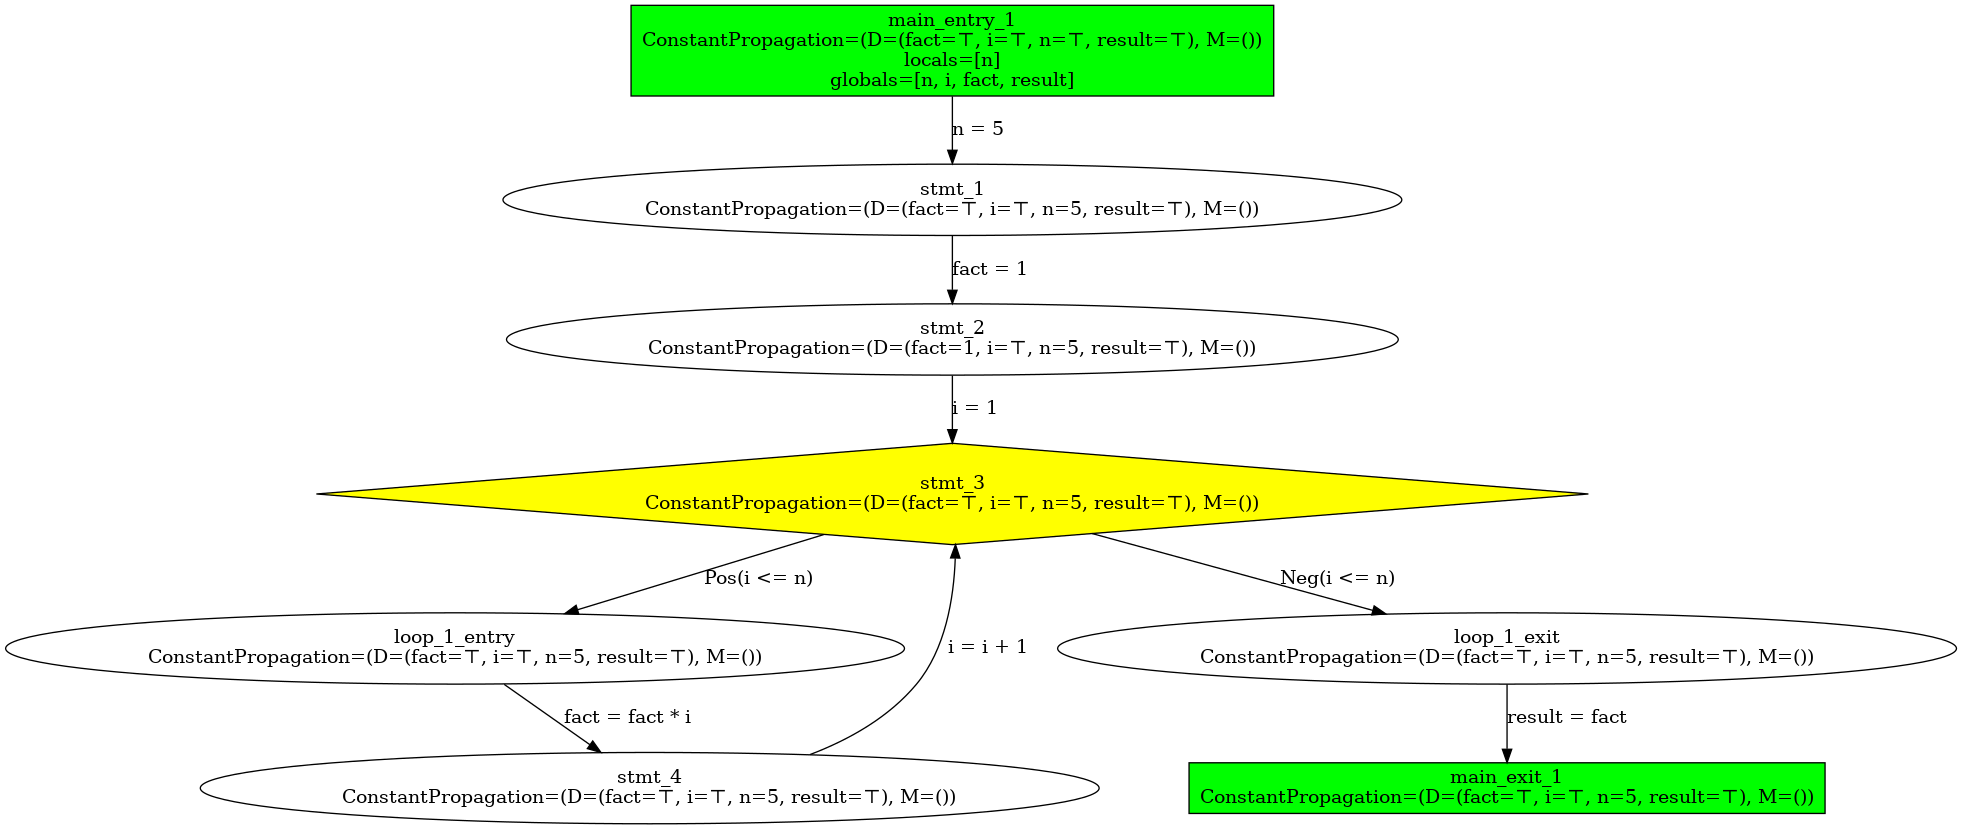 main_entry_1
ConstantPropagation=(D=(fact=⊤, i=⊤, n=⊤, result=⊤), M=())
locals=[n]
globals=[n, i, fact, result]
n = 5
stmt_1
ConstantPropagation=(D=(fact=⊤, i=⊤, n=5, result=⊤), M=())
fact = 1
stmt_2
ConstantPropagation=(D=(fact=1, i=⊤, n=5, result=⊤), M=())
i = 1
stmt_3
ConstantPropagation=(D=(fact=⊤, i=⊤, n=5, result=⊤), M=())
Pos(i <= n)
Neg(i <= n)
loop_1_entry
ConstantPropagation=(D=(fact=⊤, i=⊤, n=5, result=⊤), M=())
i = i + 1
loop_1_exit
ConstantPropagation=(D=(fact=⊤, i=⊤, n=5, result=⊤), M=())
fact = fact * i
result = fact
stmt_4
ConstantPropagation=(D=(fact=⊤, i=⊤, n=5, result=⊤), M=())
main_exit_1
ConstantPropagation=(D=(fact=⊤, i=⊤, n=5, result=⊤), M=())